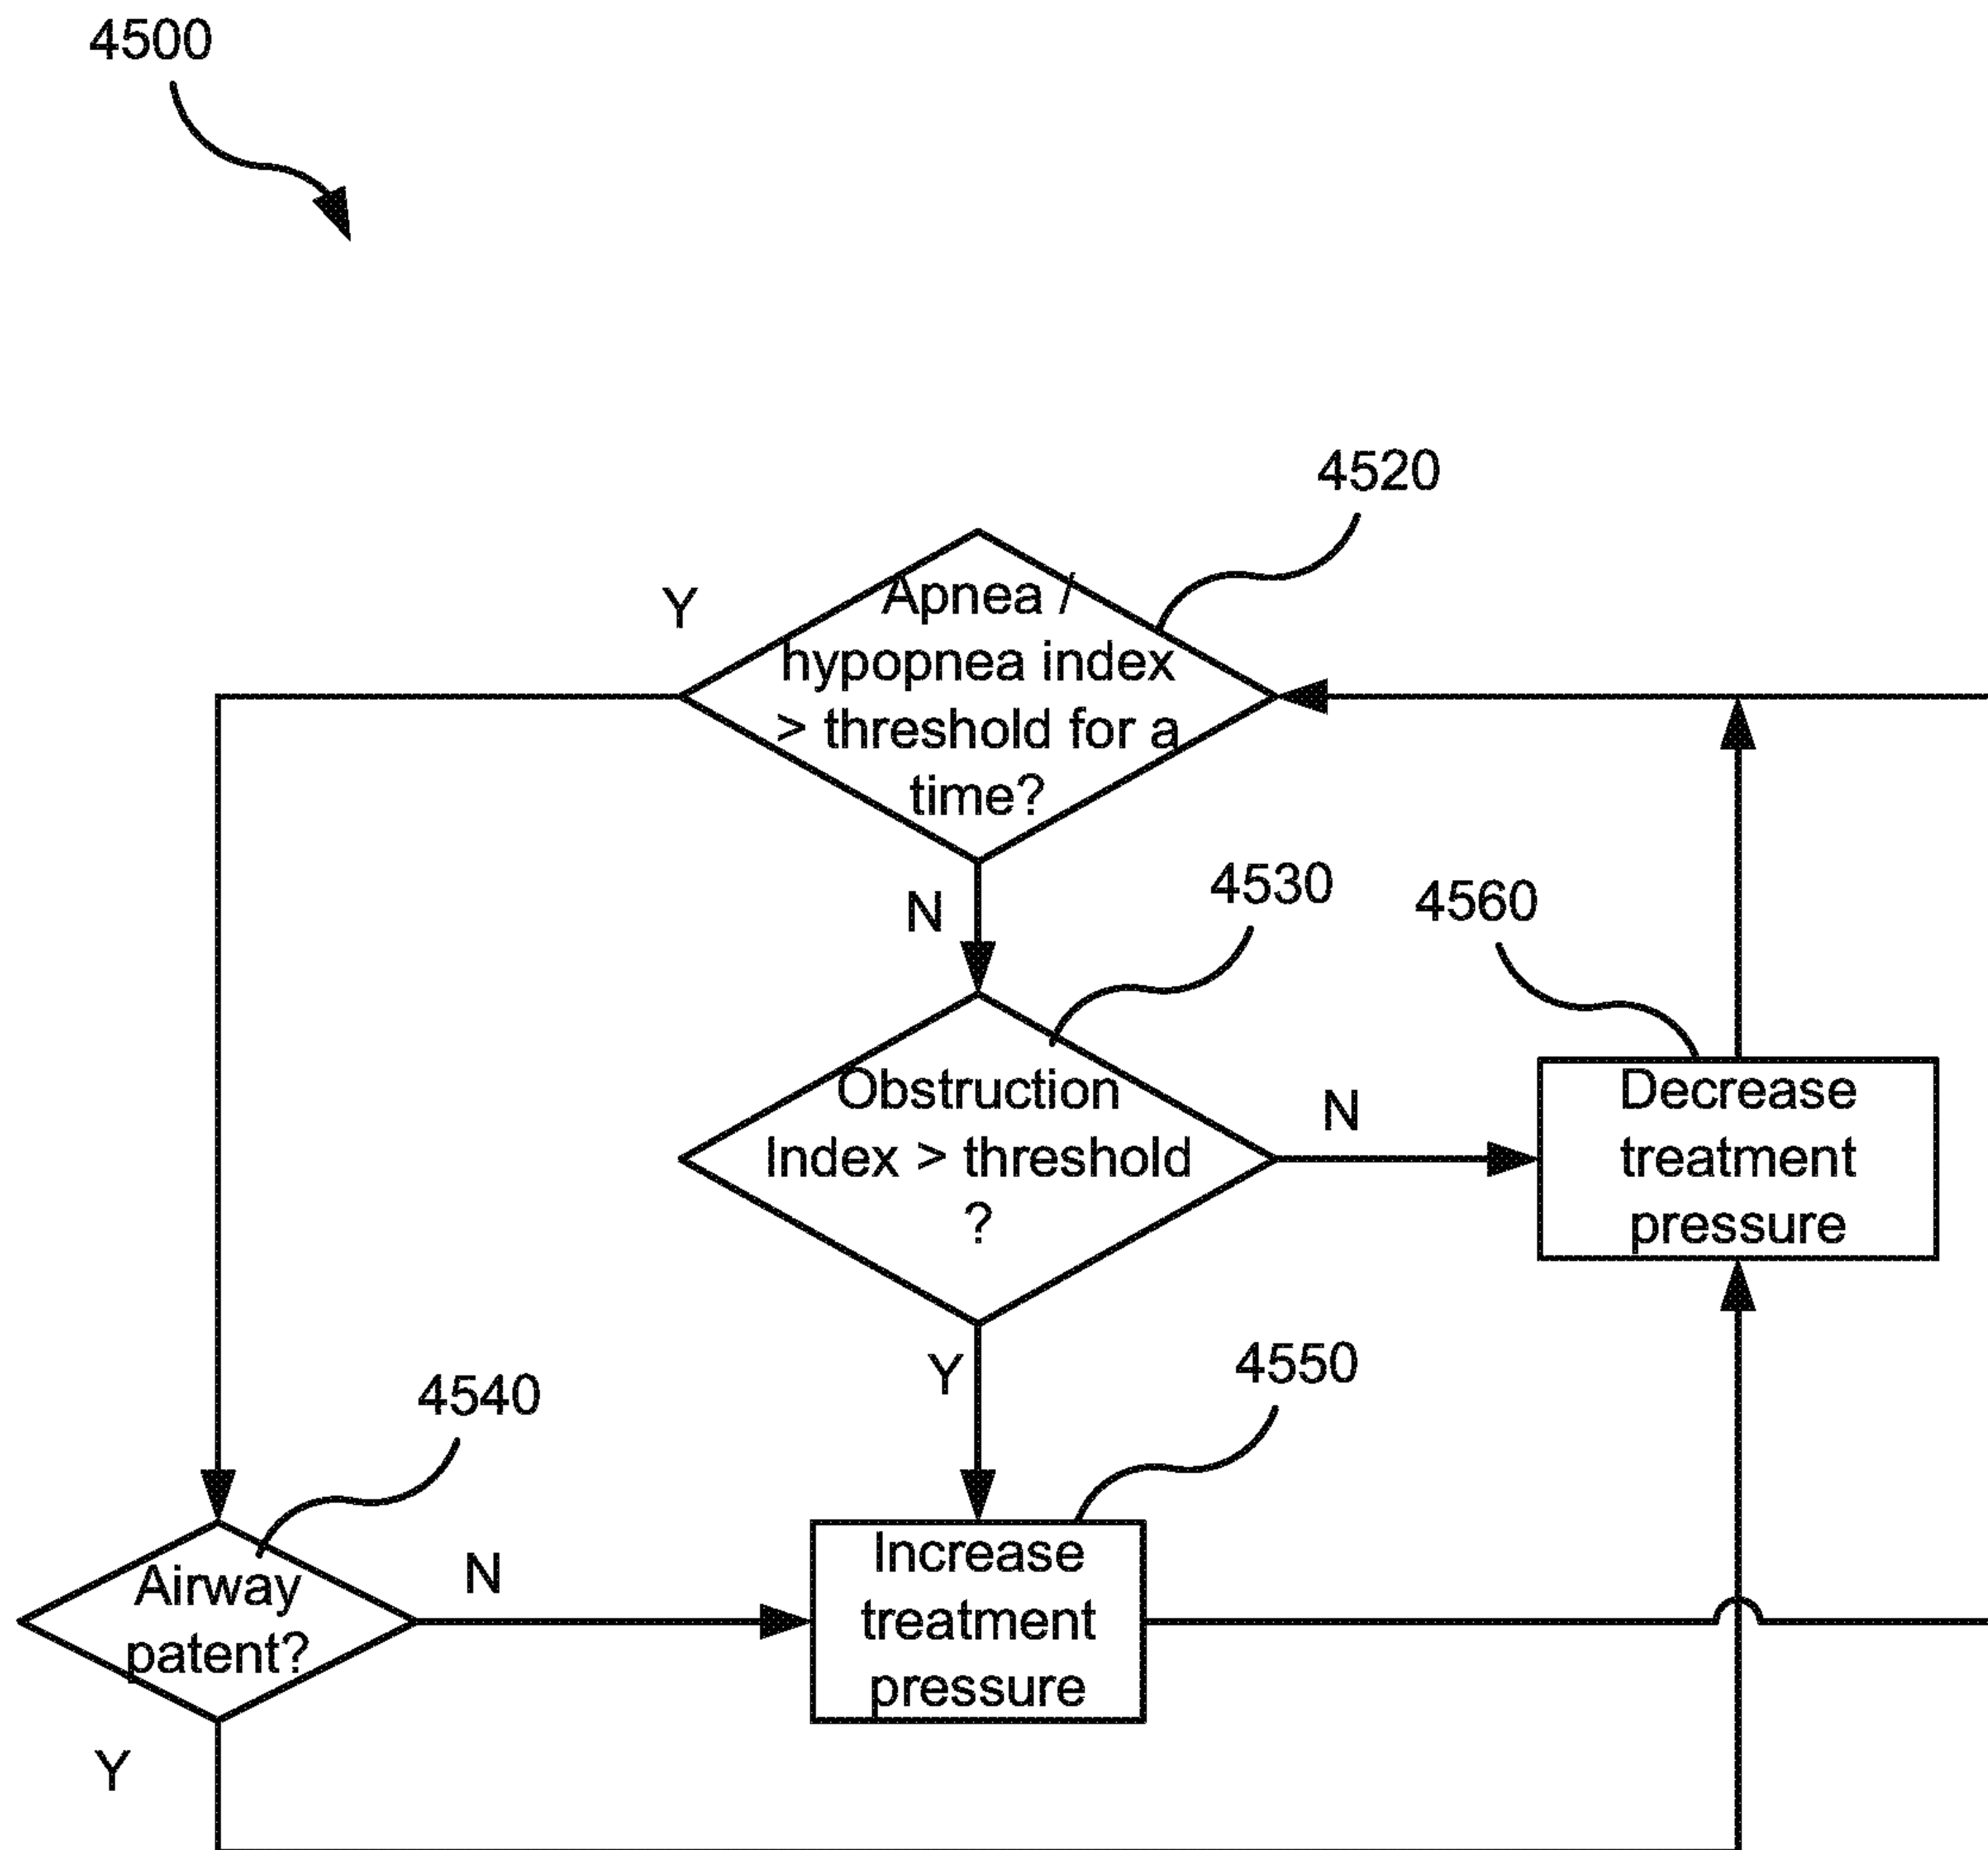 4500
4520
Y
Apnea /
hypopnea index
> threshold for a
time?
N
4530
4560
Obstruction
Index > threshold
?
N
Decrease
treatment
pressure
Y
4550
4540
Airway
patent?
N
Increase
treatment
pressure
Y